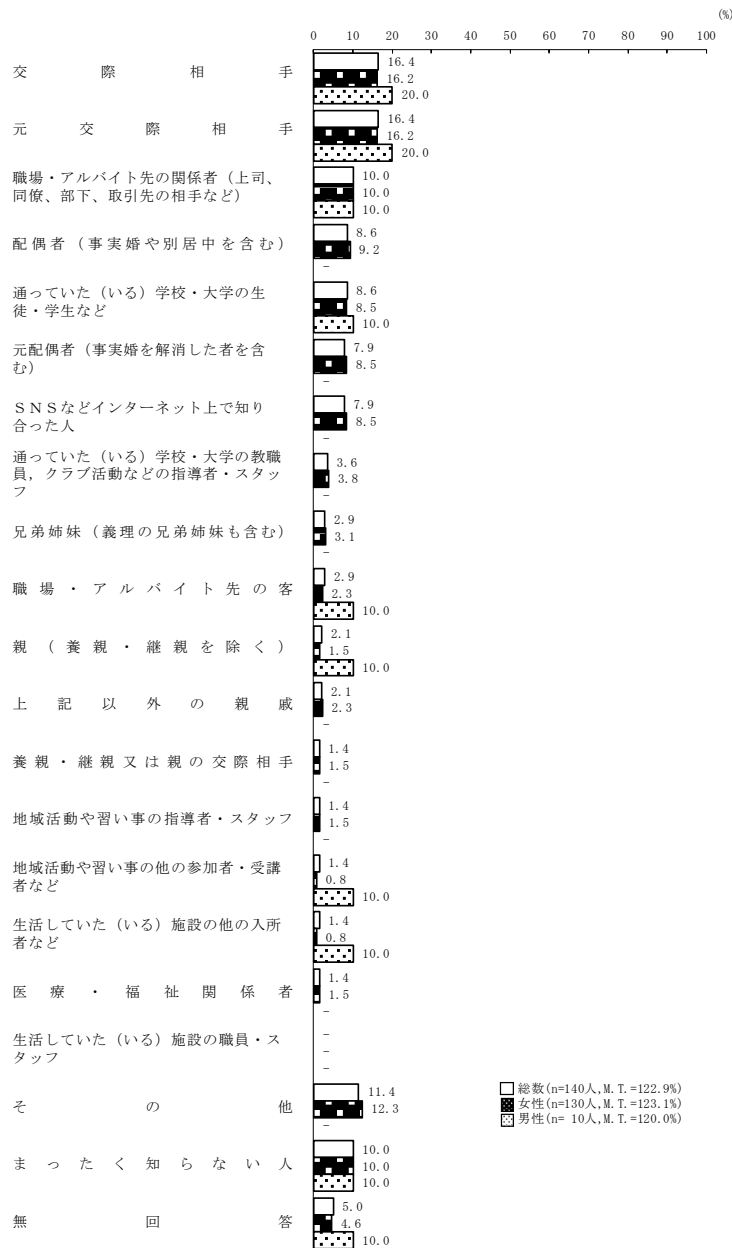 (%)
0 10 20 30 40 50 60 70 80 90 100
交際相手
16.4
16.2
20.0
元交際相手
16.4
16.2
20.0
職場・アルバイト先の関係者（上司、
同僚、部下、取引先の相手など）
10.0
10.0
10.0
配偶者（事実婚や別居中を含む）
8.6
9.2
-
通っていた（いる）学校・大学の生
徒・学生など
8.6
8.5
10.0
元配偶者（事実婚を解消した者を含
む）
7.9
8.5
-
ＳＮＳなどインターネット上で知り
合った人
7.9
8.5
-
通っていた（いる）学校・大学の教職
員，クラブ活動などの指導者・スタッ
フ
3.6
3.8
-
兄弟姉妹（義理の兄弟姉妹も含む）
2.9
3.1
-
職場・アルバイト先の客
2.9
2.3
10.0
親（養親・継親を除く）
2.1
1.5
10.0
上記以外の親戚
2.1
2.3
-
養親・継親又は親の交際相手
1.4
1.5
-
地域活動や習い事の指導者・スタッフ
1.4
1.5
-
地域活動や習い事の他の参加者・受講
者など
1.4
0.8
10.0
生活していた（いる）施設の他の入所
者など
1.4
0.8
10.0
医療・福祉関係者
1.4
1.5
-
生活していた（いる）施設の職員・ス
タッフ
-
-
-
その他
11.4
12.3
-
まったく知らない人
10.0
10.0
10.0
無回答
5.0
4.6
10.0
総数(n=140人,M.T.=122.9%)
女性(n=130人,M.T.=123.1%)
男性(n= 10人,M.T.=120.0%)